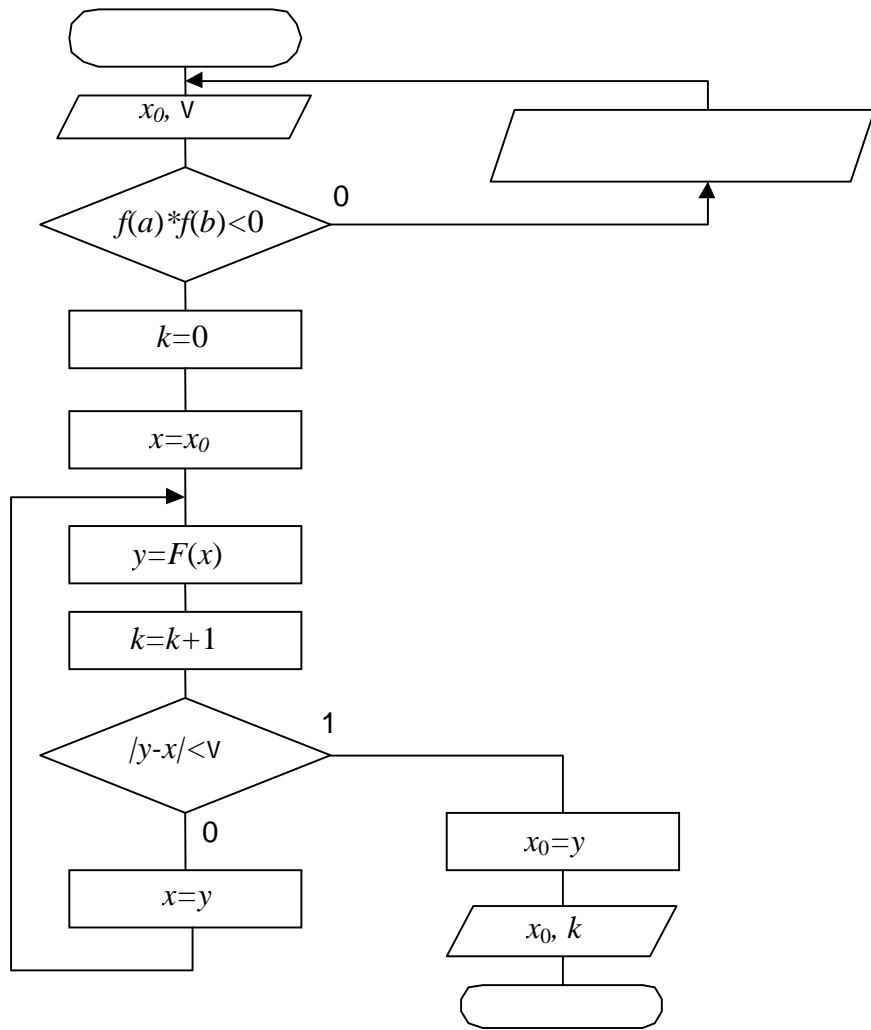 x₀, V
f(a)*f(b)<0
0
k=0
x=x₀
y=F(x)
k=k+1
|y-x|<V
1
0
x=y
x₀=y
x₀, k